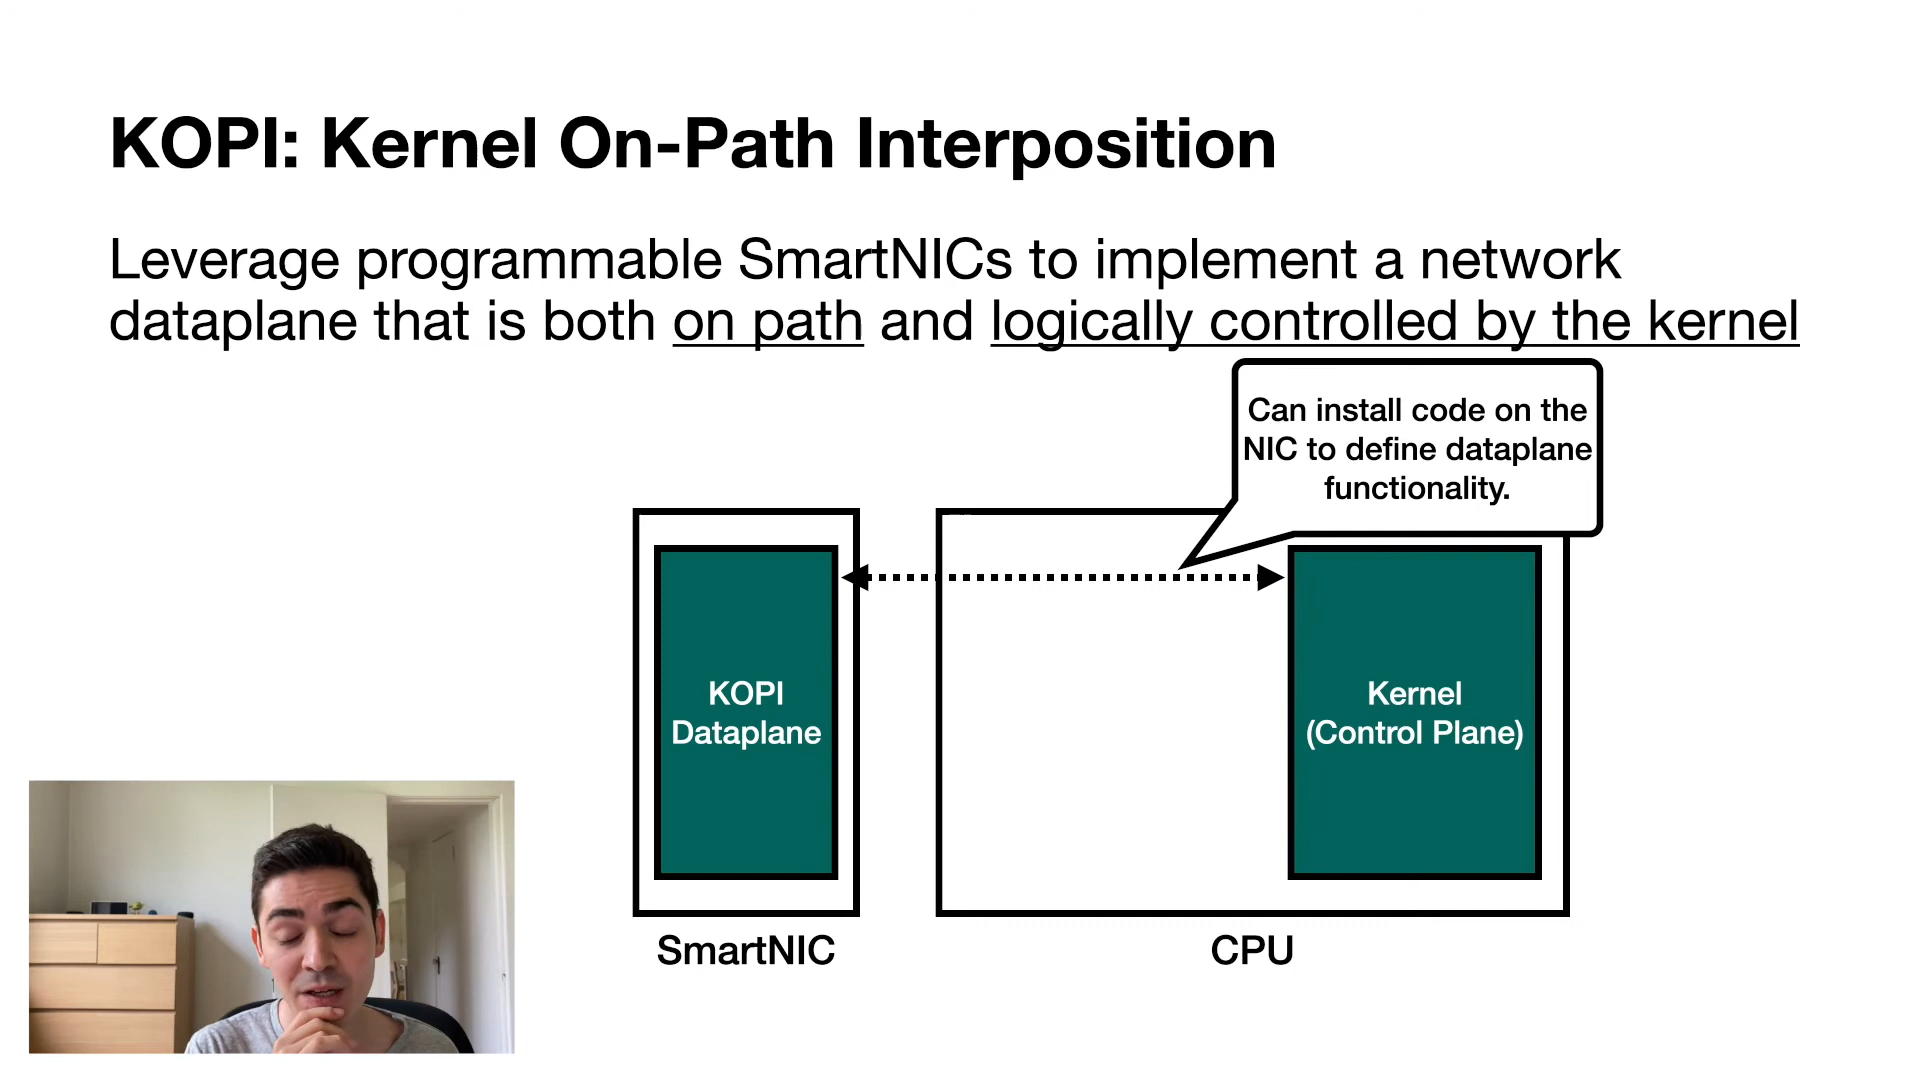 KOPI: Kernel On-Path Interposition
Leverage programmable SmartNICs to implement a network
dataplane that is both on path and logically controlled by the kernel
Can install code on the
NIC to define dataplane
functionality.
KOPI
Dataplane
Kernel
(Control Plane)
SmartNIC
CPU